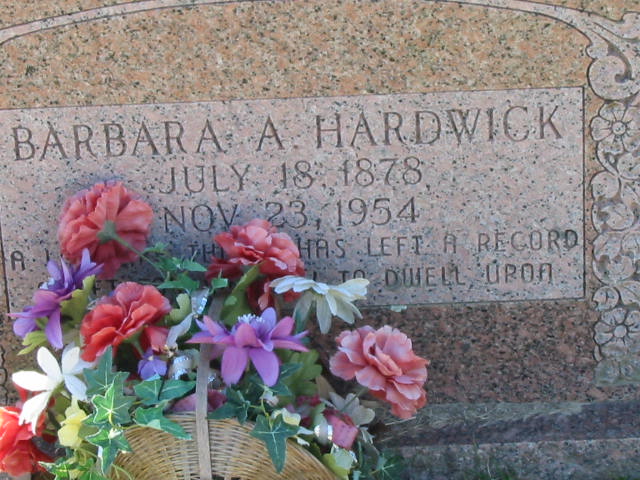 BARBARA A. HARDWICK
JULY 18, 1878
NOV. 23, 1954
A HAS LEFT A RECORD
TO DWELL UPON